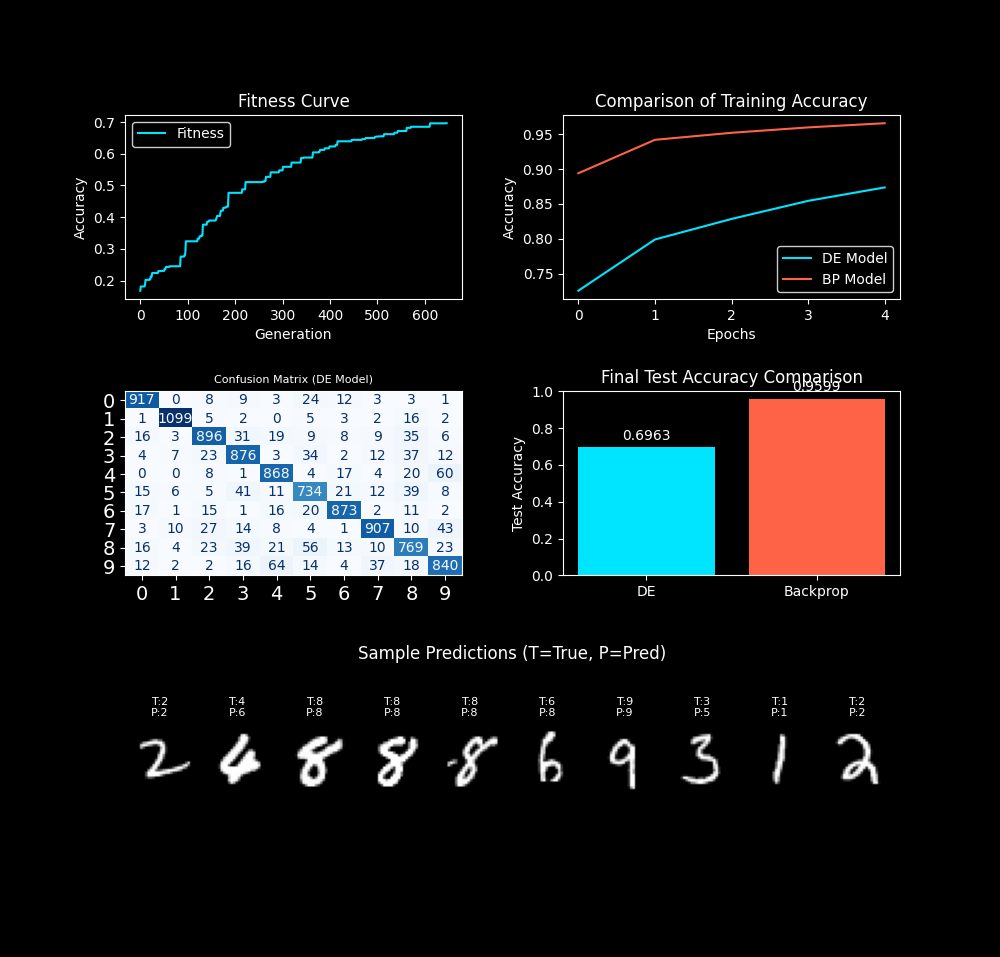 Fitness Curve
Fitness
0.7
0.6
0.5
0.4
0.3
0.2
Accuracy
0 100 200 300 400 500 600
Generation
Comparison of Training Accuracy
0.95
0.90
0.85
0.80
0.75
Accuracy
DE Model
BP Model
0 1 2 3 4
Epochs
Confusion Matrix (DE Model)
0 917 0 8 9 3 24 12 3 3 1
1 1 1099 5 2 0 5 3 2 16 2
2 16 3 896 31 19 9 8 9 35 6
3 4 7 23 876 3 34 2 12 37 12
4 0 0 8 1 868 4 17 4 20 60
5 15 6 5 41 11 734 21 12 39 8
6 17 1 15 1 16 20 873 2 11 2
7 3 10 27 14 8 4 1 907 10 43
8 16 4 23 39 21 56 13 10 769 23
9 12 2 2 16 64 14 4 37 18 840
0 1 2 3 4 5 6 7 8 9
Final Test Accuracy Comparison
0.9599
0.6963
1.0
0.8
0.6
0.4
0.2
0.0
Test Accuracy
DE Backprop
Sample Predictions (T=True, P=Pred)
T:2 T:4 T:8 T:8 T:8 T:6 T:9 T:3 T:1 T:2
P:2 P:6 P:8 P:8 P:8 P:8 P:9 P:5 P:1 P:2
2 4 8 8 8 6 9 3 1 2